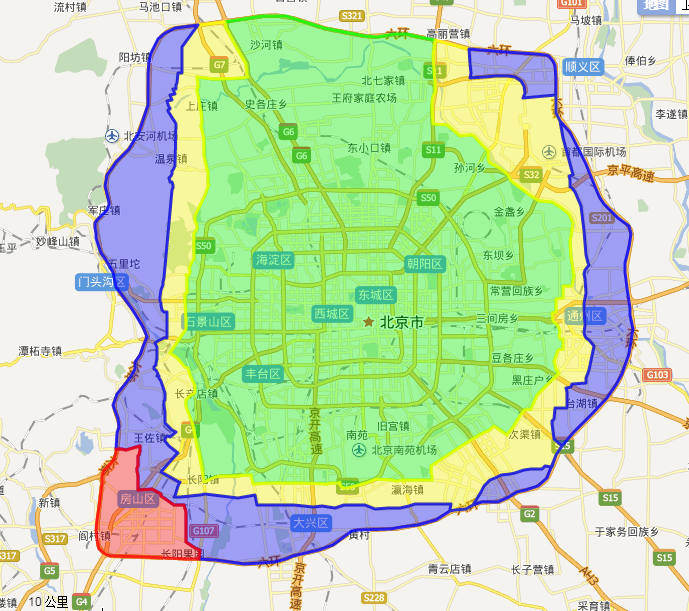 流村镇
马池口镇
S321
高丽营镇
G101
马坡镇
六环
沙河镇
六环
阳坊镇
G7
S11
顺义区
俸伯乡
北七家镇
王府家庭农场
上庄镇
史各庄乡
李遂镇
北安河机场
G6
G6
东小口镇
S11
首都国际机场
温泉镇
孙河乡
S32
京平高速
S50
军庄镇
金盏乡
S201
妙峰山镇
S50
东坝乡
海淀区
朝阳区
五里坨
门头沟区
常营回族乡
东城区
西城区
石景山区
北京市
三间房乡
通州区
潭柘寺镇
豆各庄乡
丰台区
黑庄户乡
G103
长辛店镇
台湖镇
京开高速
旧宫镇
南苑
王佐镇
北京南苑机场
次渠镇
长阳镇
瀛海镇
房山区
新镇
S15
六环
G2
大兴区
G107
黄村
于家务回族乡
S317
阎村镇
长阳果园
S317
六环
S15
G5
京开高速
青云店镇
长子营镇
10 公里
G4
S228
采育镇